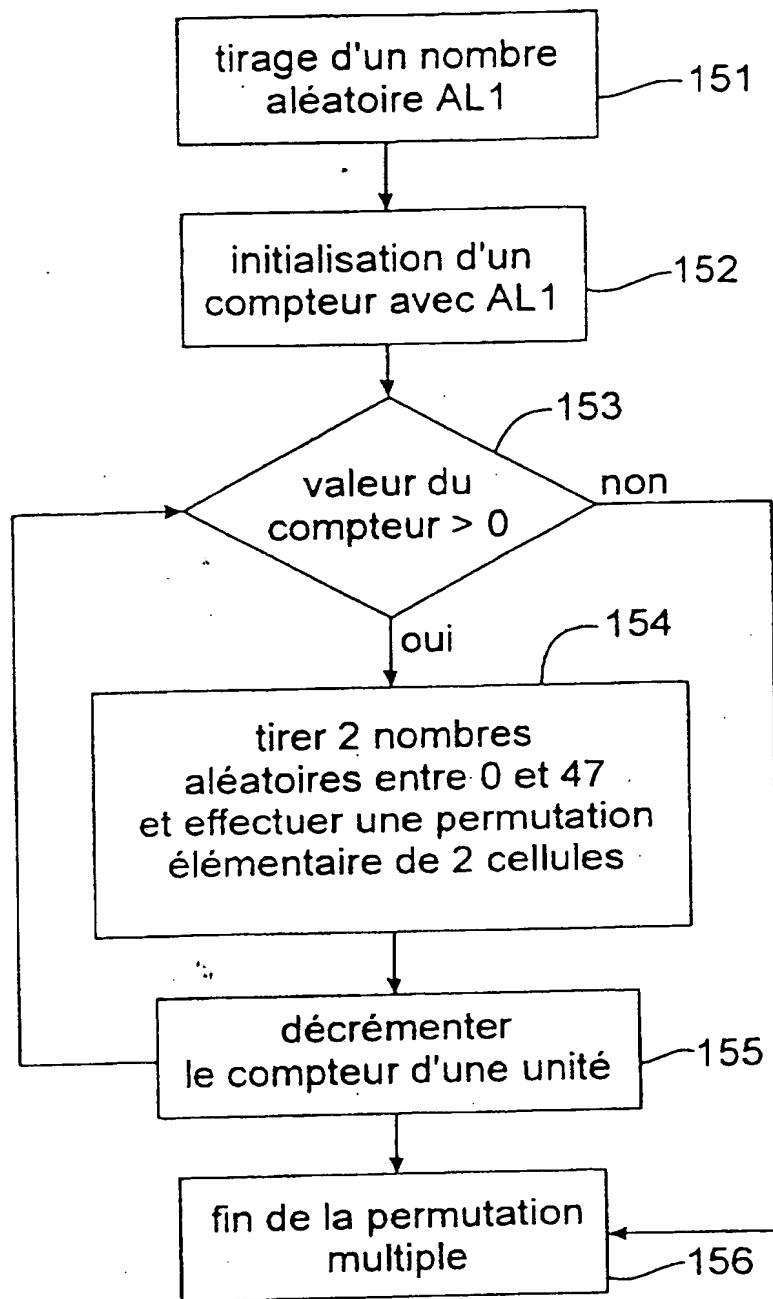 tirage d'un nombre
aléatoire AL1
151
initialisation d'un
compteur avec AL1
152
153
valeur du
compteur > 0
non
oui
154
tirer 2 nombres
aléatoires entre 0 et 47
et effectuer une permutation
élémentaire de 2 cellules
décrémenter
le compteur d'une unité
155
fin de la permutation
multiple
156